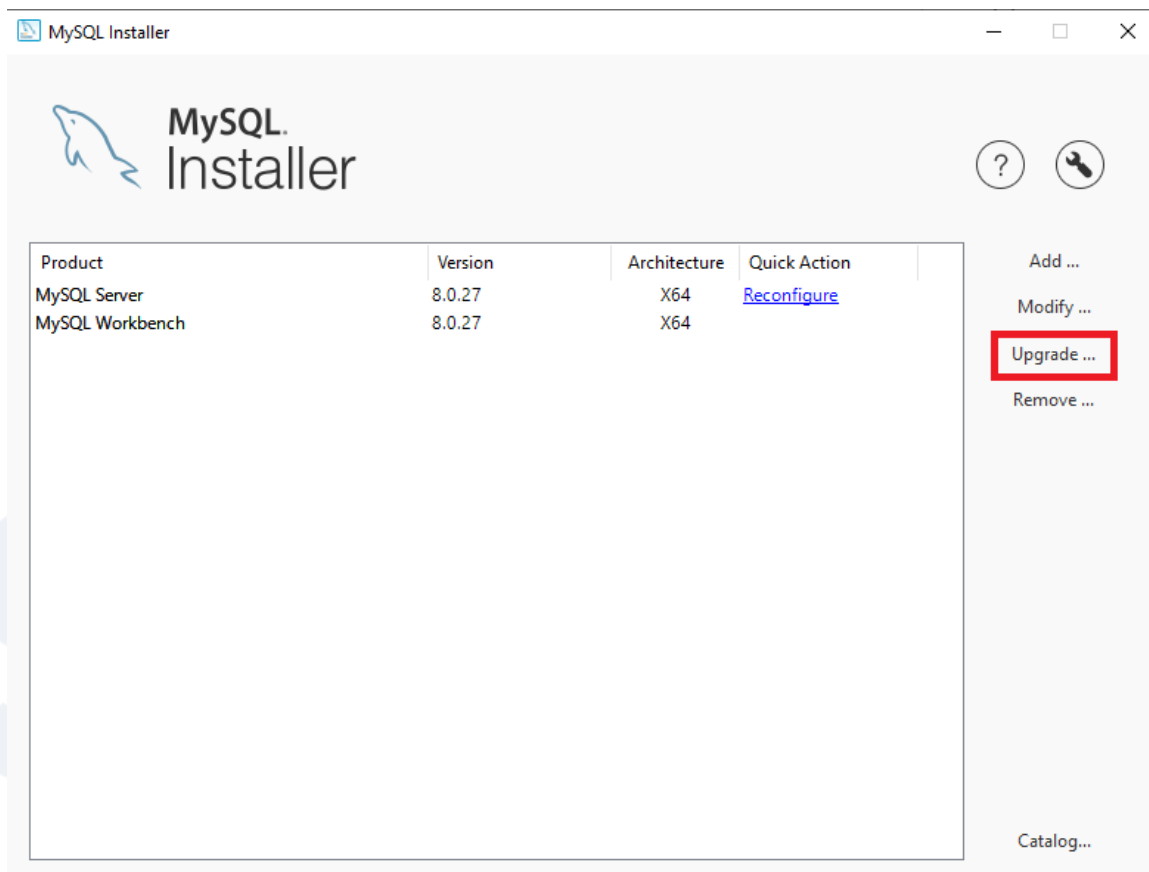 MySQL Installer
MySQL.
Installer
?
Product Version Architecture Quick Action
MySQL Server 8.0.27 X64 Reconfigure
MySQL Workbench 8.0.27 X64
Add ...
Modify ...
Upgrade ...
Remove ...
Catalog...